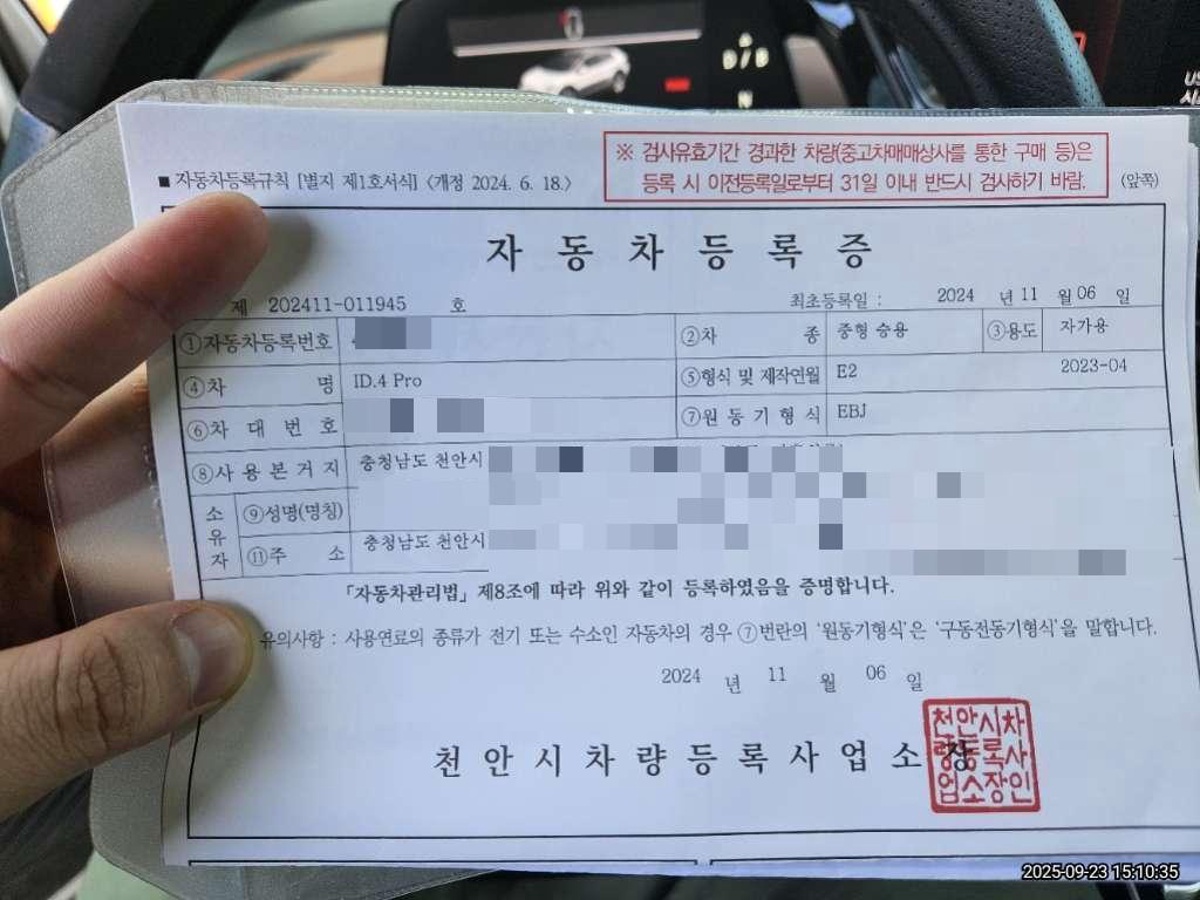 ※ 검사유효기간 경과한 차량(중고차매매상사를 통한 구매 등)은
등록 시 이전등록일로부터 31일 이내 반드시 검사하기 바람.
■ 자동차등록규칙 [별지 제1호서식] <개정 2024. 6. 18.>
(앞쪽)
자 동 차 등 록 증
제 202411-011945 호
최초등록일 : 2024 년 11 월 06 일
①자동차등록번호
②차 종 중형 승용 ③용도 자가용
④차 명 ID.4 Pro
⑤형식 및 제작연월 E2 2023-04
⑥차 대 번 호
⑦원 동 기 형 식 EBJ
⑧사 용 본 거 지 충청남도 천안시
소유자
⑨성명(명칭)
⑪주 소 충청남도 천안시
「자동차관리법」 제8조에 따라 위와 같이 등록하였음을 증명합니다.
유의사항 : 사용연료의 종류가 전기 또는 수소인 자동차의 경우 ⑦번란의 '원동기형식'은 '구동전동기형식'을 말합니다.
2024 년 11 월 06 일
천 안 시 차 량 등 록 사 업 소 장
천안시차
량등록사
업소장인
2025-09-23 15:10:35
D/B
N